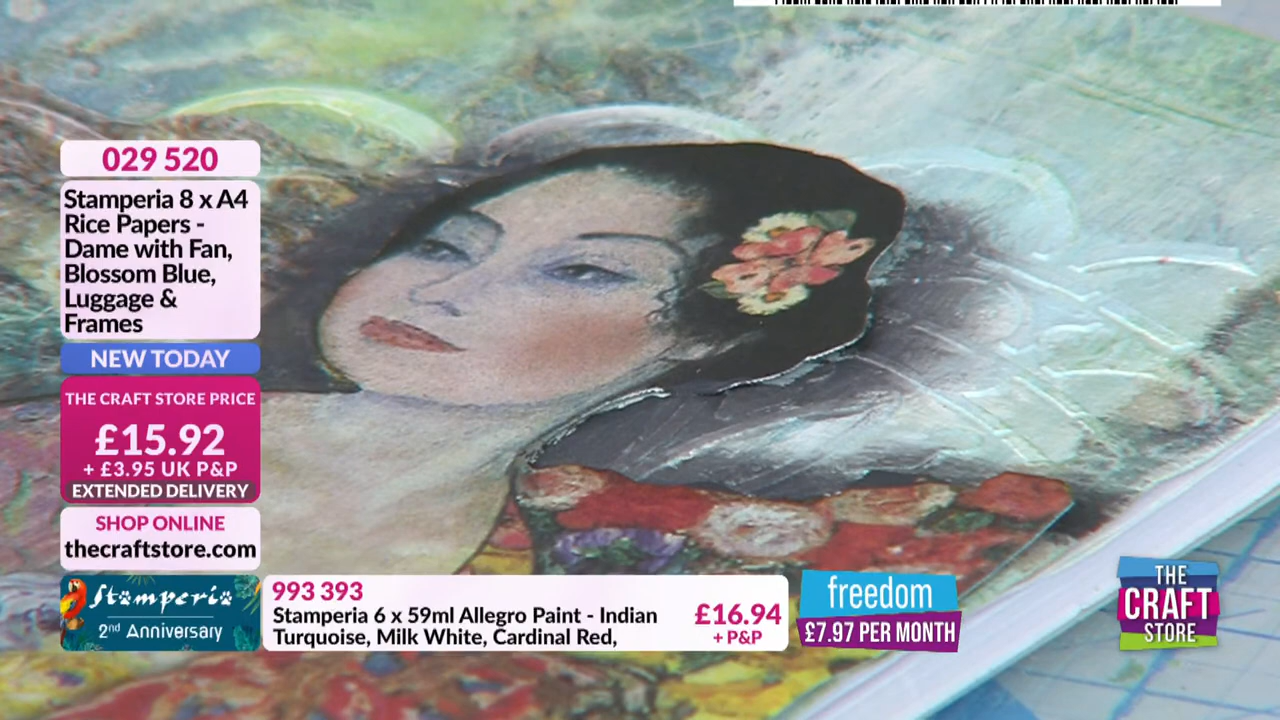 029 520
Stamperia 8 x A4
Rice Papers -
Dame with Fan,
Blossom Blue,
Luggage &
Frames
NEW TODAY
THE CRAFT STORE PRICE
£15.92
+ £3.95 UK P&P
EXTENDED DELIVERY
SHOP ONLINE
thecraftstore.com
Stamperia
2nd Anniversary
993 393
Stamperia 6 x 59ml Allegro Paint - Indian
Turquoise, Milk White, Cardinal Red,
£16.94
+ P&P
freedom
£7.97 PER MONTH
THE
CRAFT
STORE